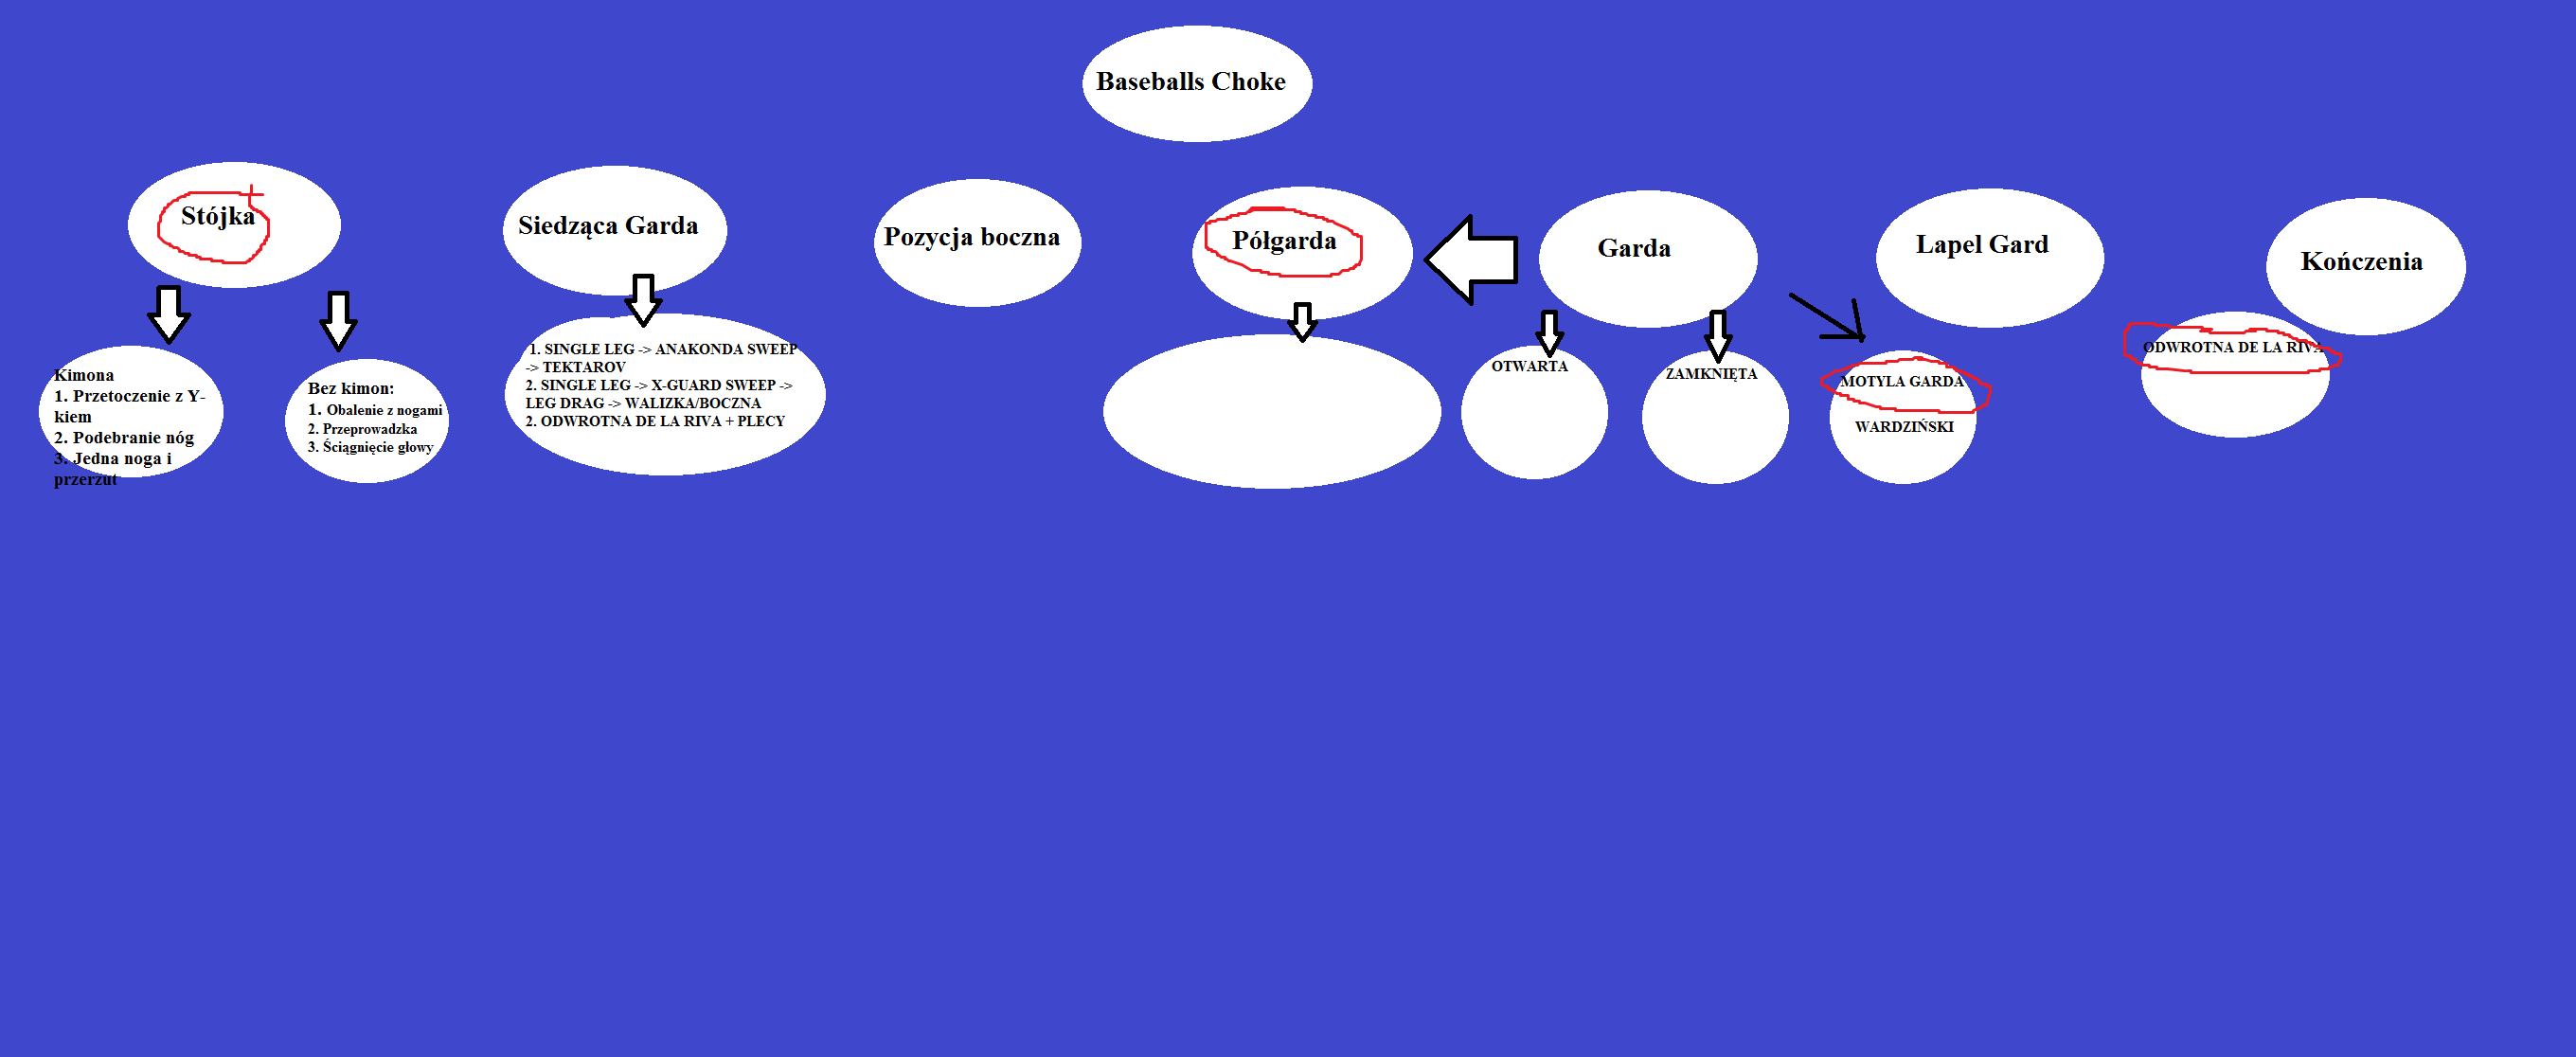 Baseballs Choke
Stójka
Siedząca Garda
Pozycja boczna
Półgarda
Garda
Lapel Gard
Kończenia
Kimona
1. Przetoczenie z Y-
kiem
2. Podebranie nóg
3. Jedna noga i
przerzut
Bez kimon:
1. Obalenie z nogami
2. Przeprowadzka
3. Ściągnięcie głowy
1. SINGLE LEG -> ANAKONDA SWEEP
-> TEKTAROV
2. SINGLE LEG -> X-GUARD SWEEP ->
LEG DRAG -> WALIZKA/BOCZNA
2. ODWROTNA DE LA RIVA + PLECY
OTWARTA
ZAMKNIĘTA
MOTYLA GARDA
WARDZIŃSKI
ODWROTNA DE LA RIVA